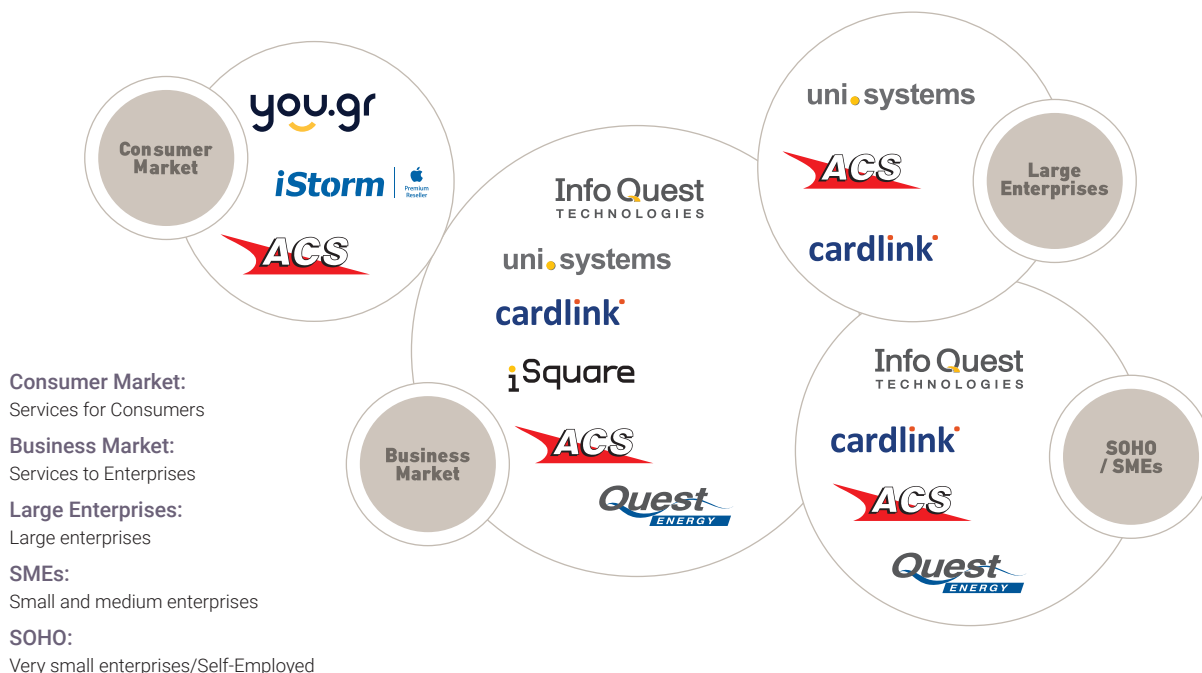 Consumer
Market
you.gr
iStorm
Premium
Reseller
ACS
Info Quest
TECHNOLOGIES
uni.systems
cardlink
iSquare
ACS
Quest
ENERGY
Business
Market
uni.systems
ACS
cardlink
Large
Enterprises
Info Quest
TECHNOLOGIES
cardlink
ACS
Quest
ENERGY
SOHO
/ SMEs
Consumer Market:
Services for Consumers
Business Market:
Services to Enterprises
Large Enterprises:
Large enterprises
SMEs:
Small and medium enterprises
SOHO:
Very small enterprises/Self-Employed